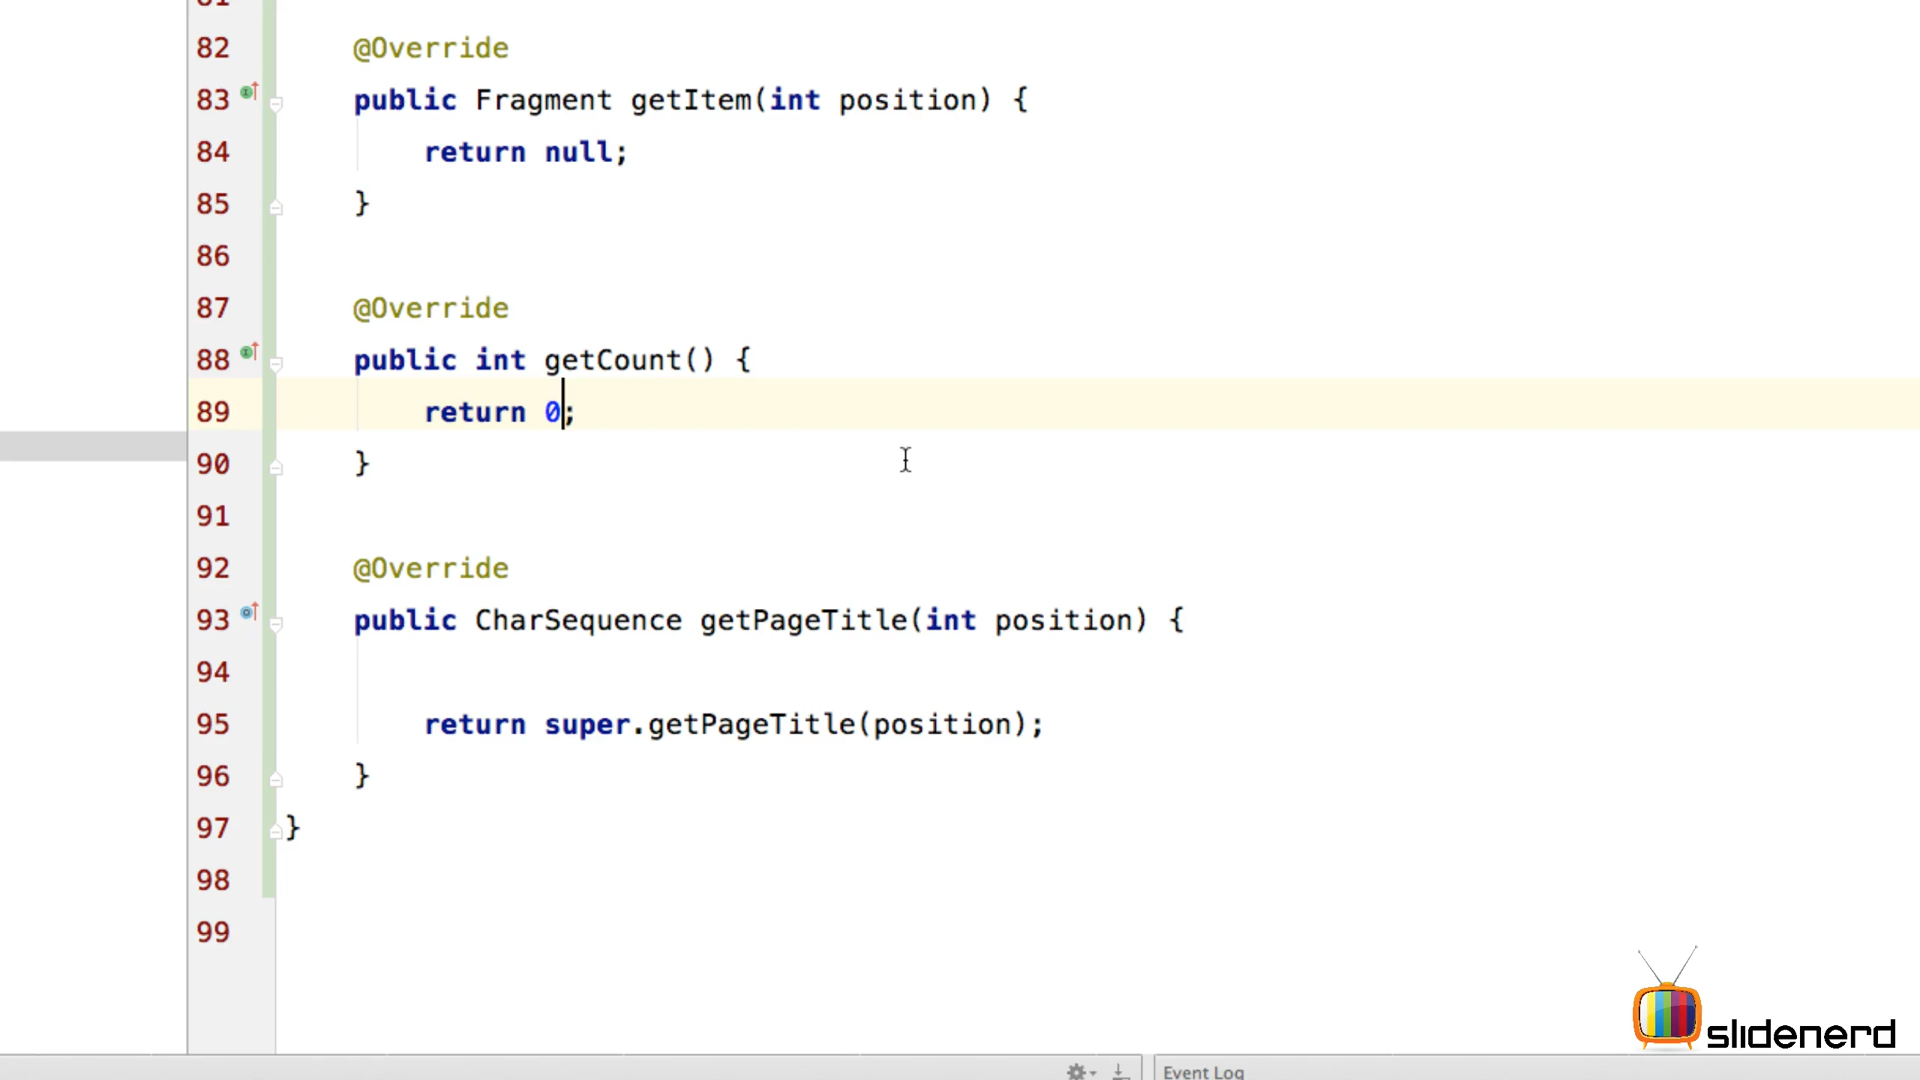 82 @Override
83 public Fragment getItem(int position) {
84 return null;
85 }
86
87 @Override
88 public int getCount() {
89 return 0;
90 }
91
92 @Override
93 public CharSequence getPageTitle(int position) {
94
95 return super.getPageTitle(position);
96 }
97 }
98
99
slidenerd
Event Log